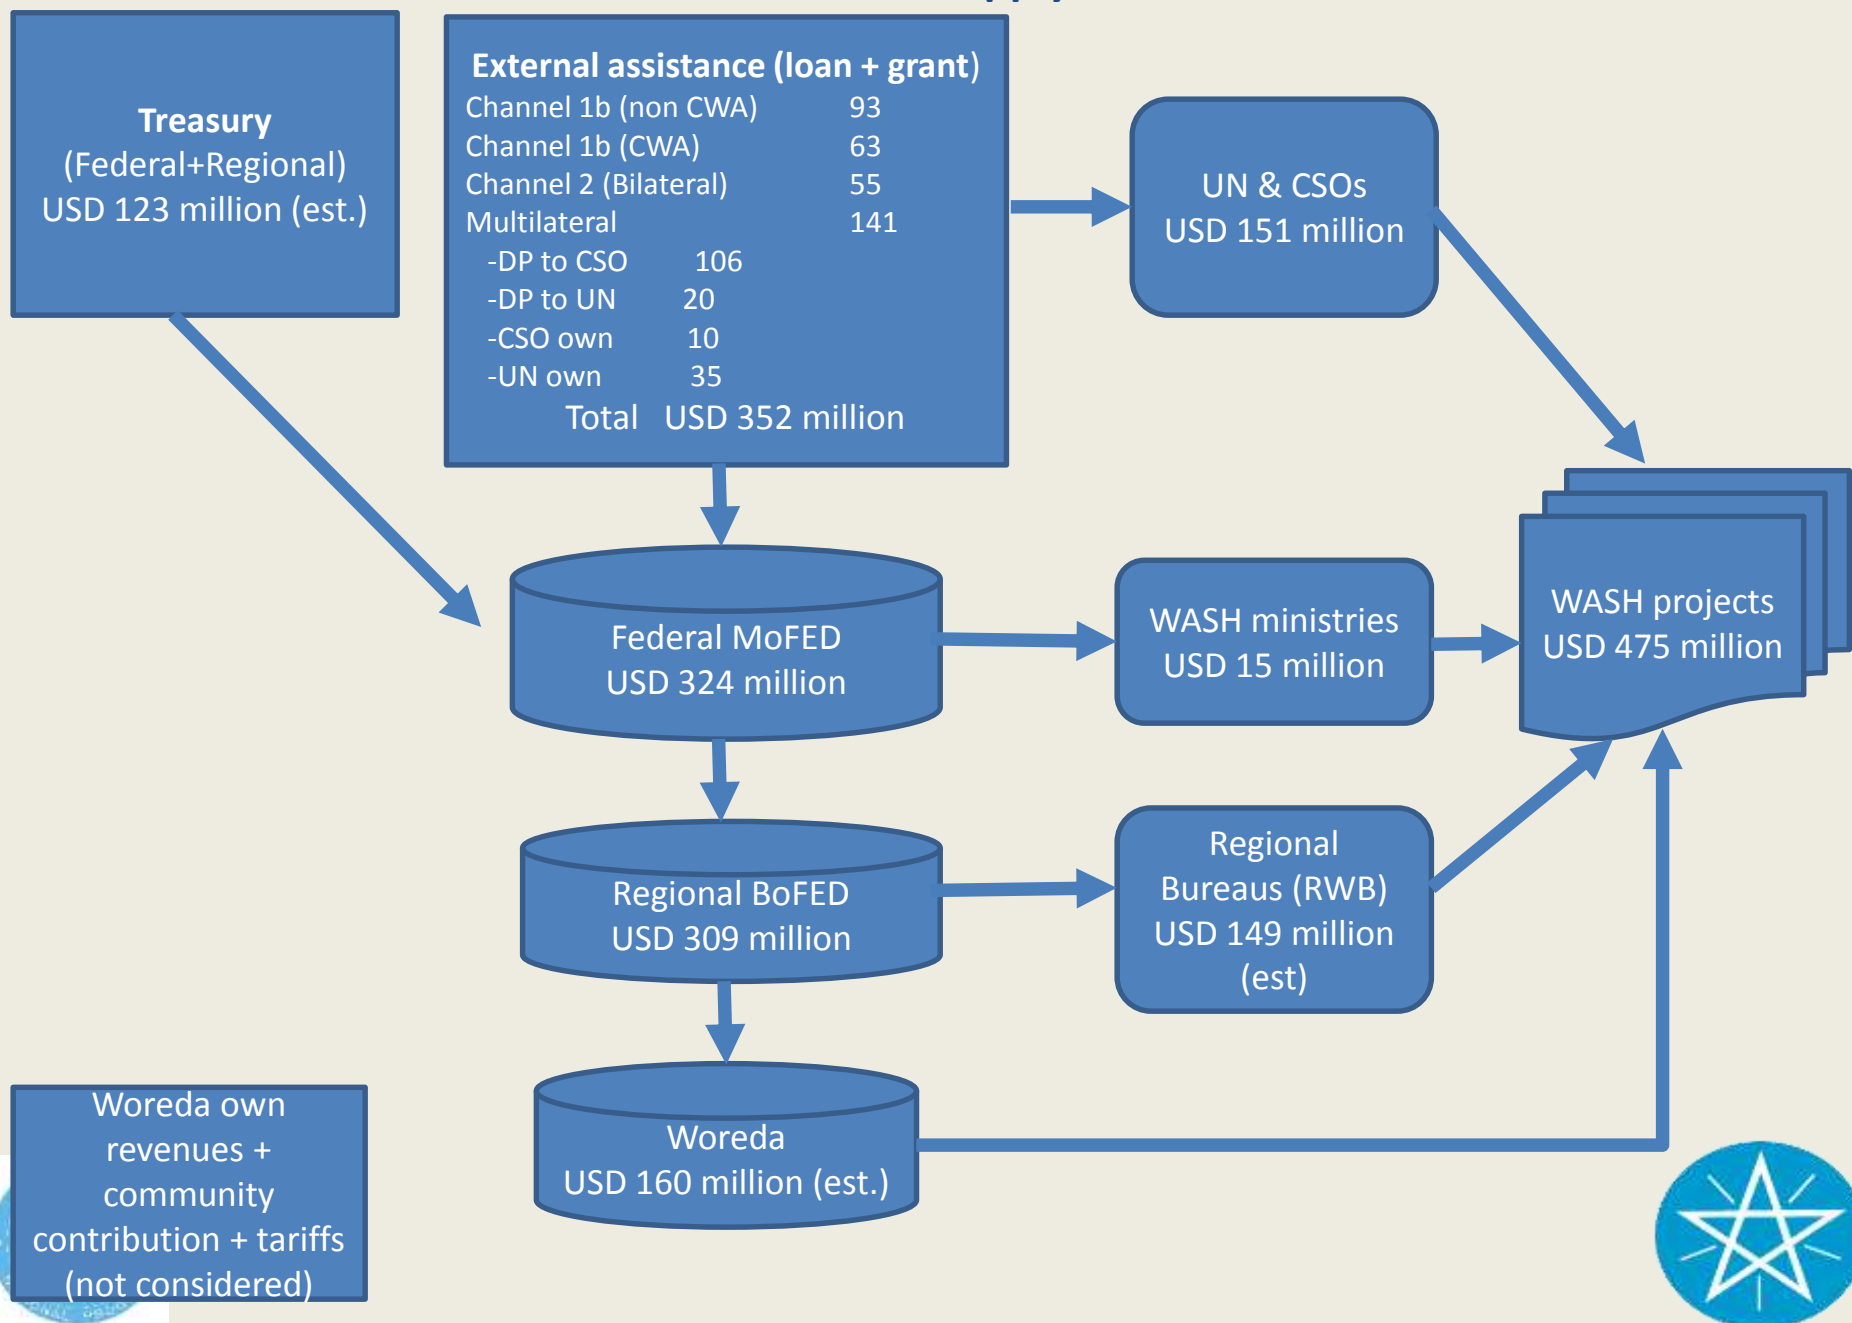 Treasury
(Federal+Regional)
USD 123 million (est.)
External assistance (loan + grant)
Channel 1b (non CWA) 93
Channel 1b (CWA) 63
Channel 2 (Bilateral) 55
Multilateral 141
-DP to CSO 106
-DP to UN 20
-CSO own 10
-UN own 35
Total USD 352 million
UN & CSOs
USD 151 million
Federal MoFED
USD 324 million
WASH ministries
USD 15 million
WASH projects
USD 475 million
Regional BoFED
USD 309 million
Regional
Bureaus (RWB)
USD 149 million
(est)
Woreda
USD 160 million (est.)
Woreda own
revenues +
community
contribution + tariffs
(not considered)